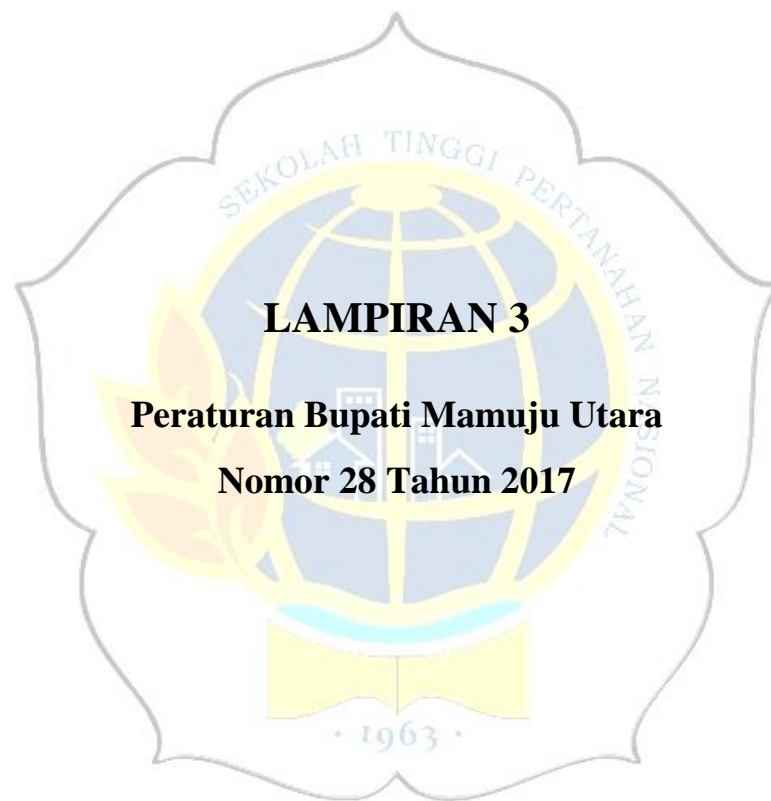 SEKOLAH TINGGI PERTANAHAN NASIONAL
LAMPIRAN 3
Peraturan Bupati Mamuju Utara
Nomor 28 Tahun 2017
· 1963 ·